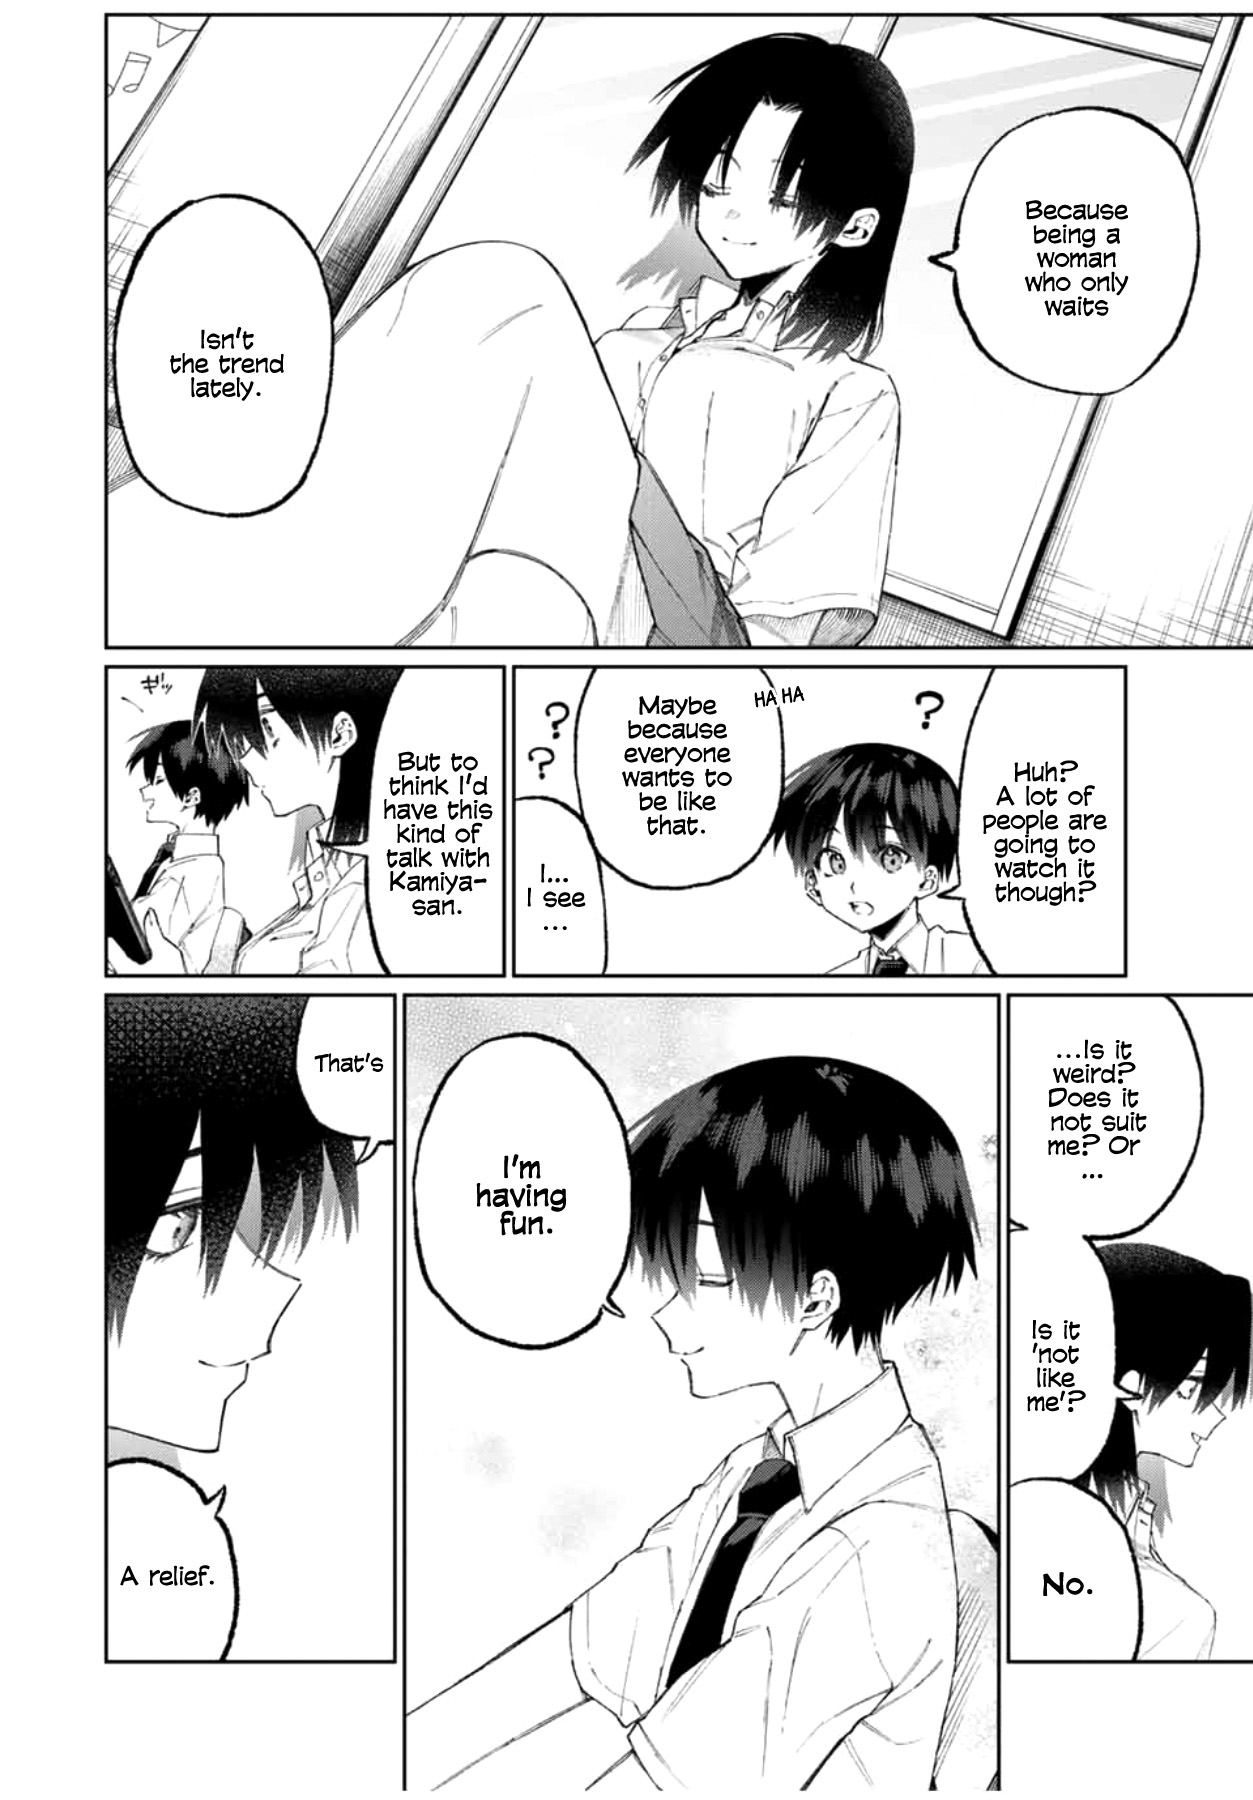 Because
being a
woman
who only
waits
Isn't
the trend
lately.
Huh?
A lot of
people are
going to
watch it
though?
?
HA HA
Maybe
because
everyone
wants to
be like
that.
?
?
I...
I see
...
But to
think I'd
have this
kind of
talk with
Kamiya-
san.
ギッ
...Is it
weird?
Does it
not suit
me? Or
...
Is it
'not
like
me'?
No.
I'm
having
fun.
That's
A relief.